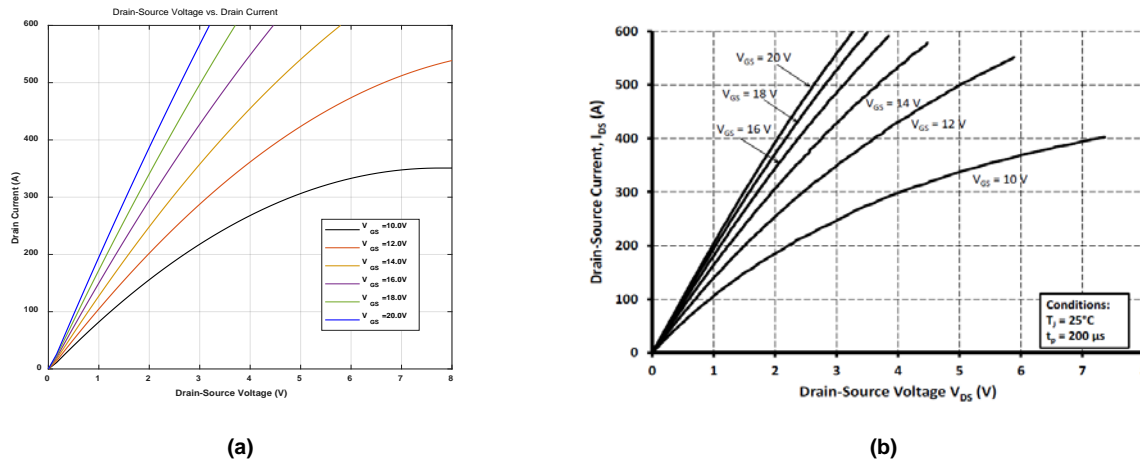 Drain-Source Voltage vs. Drain Current
600
500
400
300
200
100
0
Drain Current (A)
0 1 2 3 4 5 6 7 8
Drain-Source Voltage (V)
V GS =10.0V
V GS =12.0V
V GS =14.0V
V GS =16.0V
V GS =18.0V
V GS =20.0V
(a)
600
500
400
300
200
100
0
Drain-Source Current, IDS (A)
VGS = 20 V
VGS = 18 V
VGS = 16 V
VGS = 14 V
VGS = 12 V
VGS = 10 V
Conditions:
TJ = 25°C
tp = 200 µs
0 1 2 3 4 5 6 7
Drain-Source Voltage VDS (V)
(b)